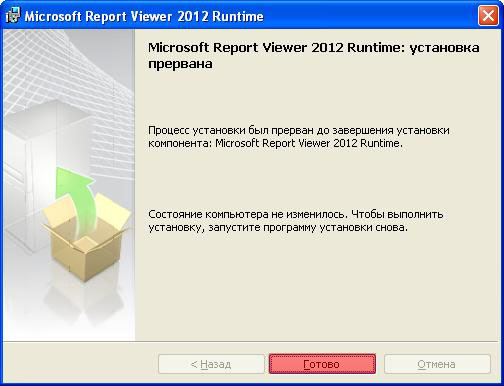 Microsoft Report Viewer 2012 Runtime
Microsoft Report Viewer 2012 Runtime: установка
прервана
Процесс установки был прерван до завершения установки
компонента: Microsoft Report Viewer 2012 Runtime.
Состояние компьютера не изменилось. Чтобы выполнить
установку, запустите программу установки снова.
< Назад Готово Отмена